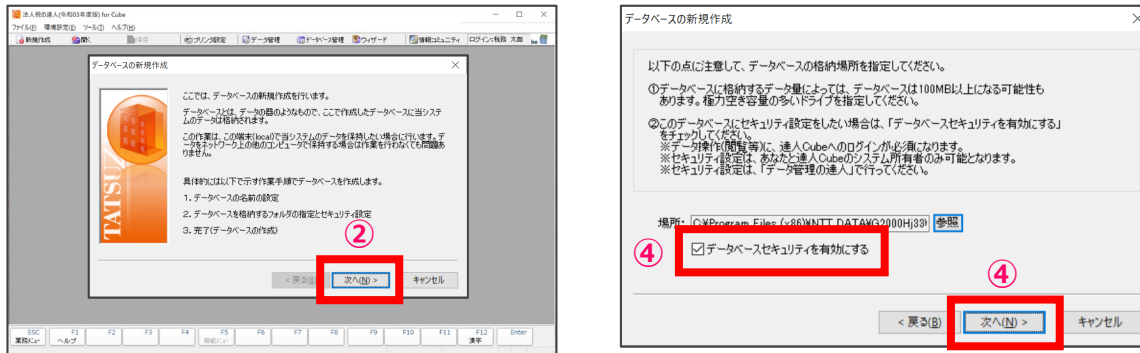 法人税の達人(令和03年度版) for Cube
ファイル(F) 環境設定(E) ツール(T) ヘルプ(H)
新規作成 開く 保存 プリンタ設定 データ管理 データベース管理 ウィザード 情報コミュニティ ログイン:税務 太郎
データベースの新規作成
ここでは、データベースの新規作成を行います。
データベースとは、データの器のようなもので、ここで作成したデータベースに当システ
ムのデータは格納されます。
この作業は、この端末(local)で当システムのデータを保持したい場合に行います。デ
ータをネットワーク上の他のコンピュータで保持する場合は作業を行わなくても問題あ
りません。
具体的には以下で示す作業手順でデータベースを作成します。
1. データベースの名前の設定
2. データベースを格納するフォルダの指定とセキュリティ設定
3. 完了(データベースの作成)
TATSU
②
< 戻る(B) 次へ(N) > キャンセル
ESC F1 F2 F3 F4 F5 F6 F7 F8 F9 F10 F11 F12 Enter
業務メニュー ヘルプ 機能メニュー 漢字
データベースの新規作成
以下の点に注意して、データベースの格納場所を指定してください。
①データベースに格納するデータ量によっては、データベースは100MB以上になる可能性も
あります。極力空き容量の多いドライブを指定してください。
②このデータベースにセキュリティ設定をしたい場合は、「データベースセキュリティを有効にする」
をチェックしてください。
※データ操作(閲覧等)に、達人Cubeへのログインが必須になります。
※セキュリティ設定は、あなたと達人Cubeのシステム所有者のみ可能となります。
※セキュリティ設定は、「データ管理の達人」で行ってください。
場所: C:¥Program Files (x86)¥NTT DATA¥G2000Hj33¥ 参照
④ データベースセキュリティを有効にする
④
< 戻る(B) 次へ(N) > キャンセル